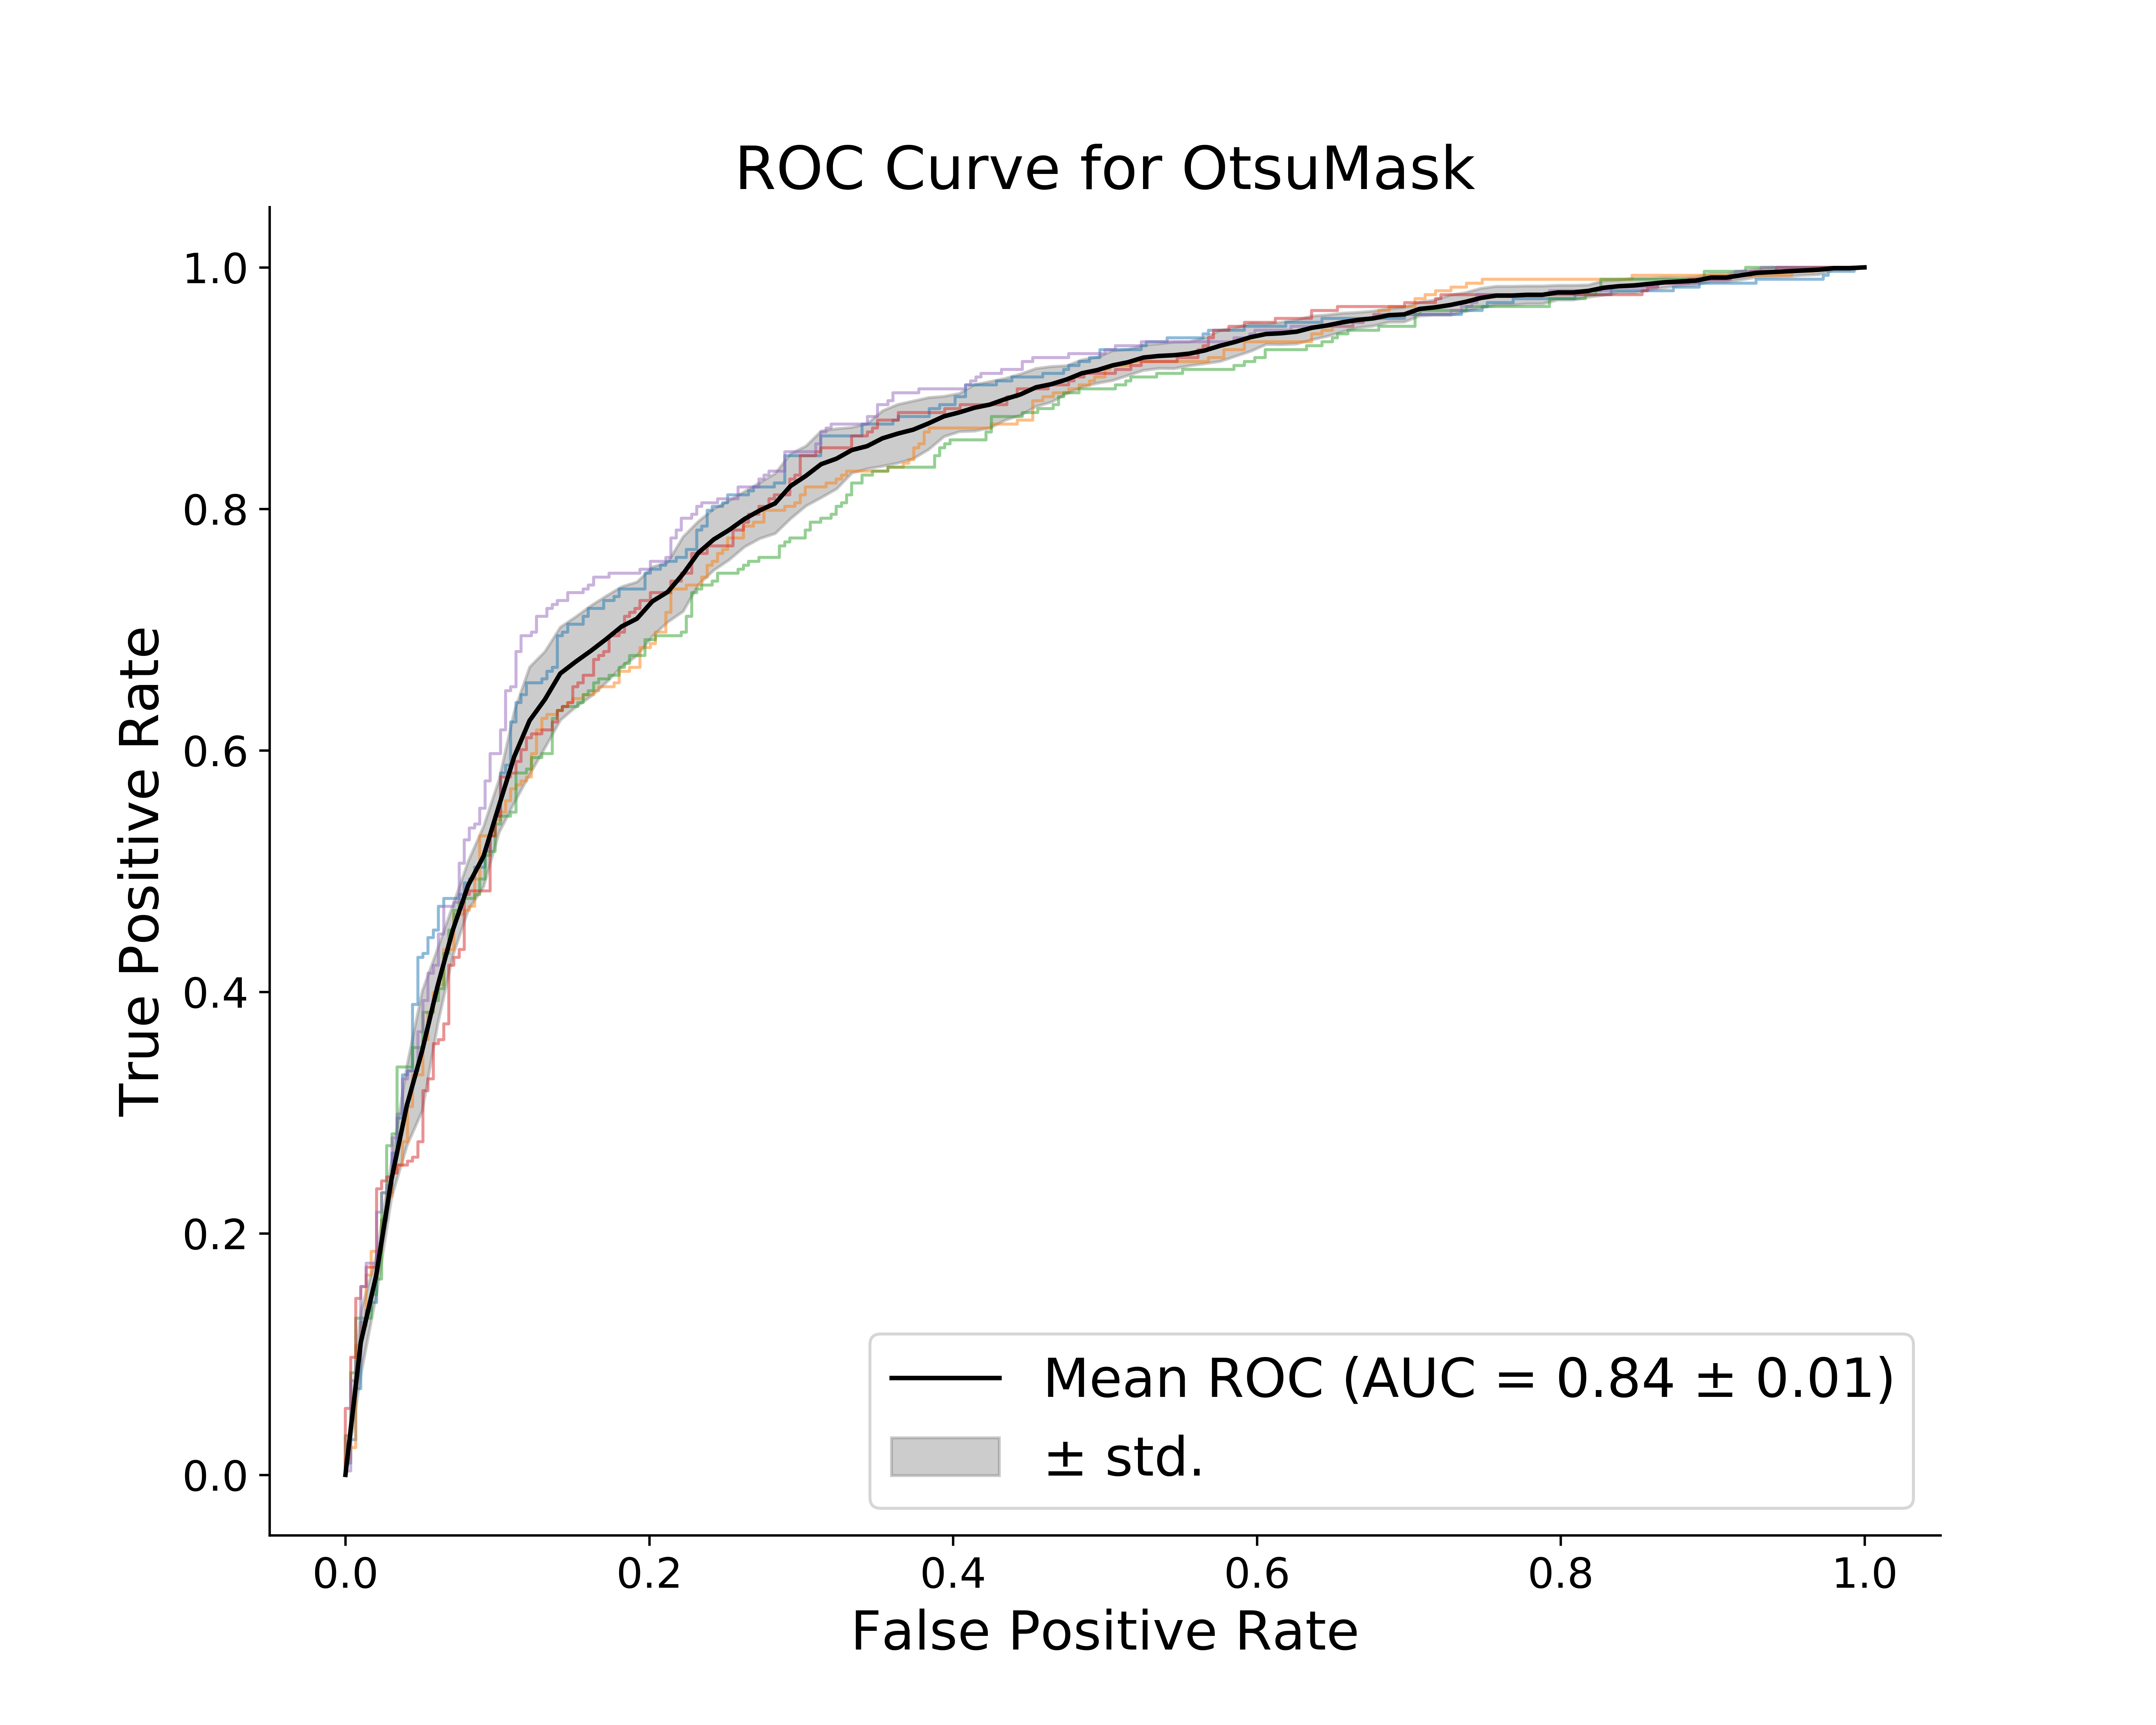 ROC Curve for OtsuMask
1.0
0.8
0.6
0.4
0.2
0.0
True Positive Rate
Mean ROC (AUC = 0.84 ± 0.01)
± std.
0.0 0.2 0.4 0.6 0.8 1.0
False Positive Rate